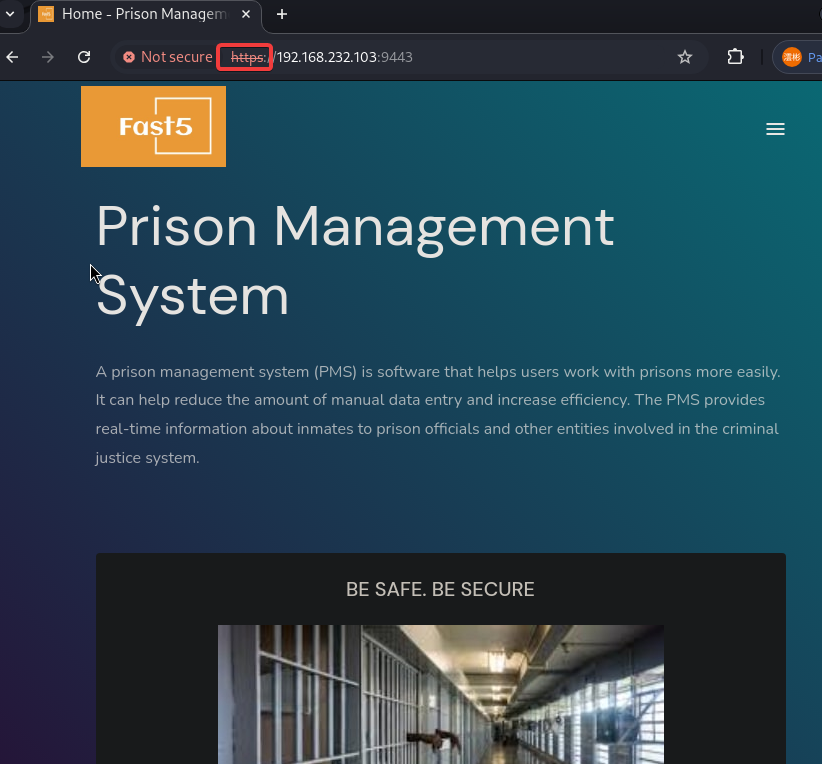 Home - Prison Managem
Not secure https://192.168.232.103:9443
Pa
Fast5
Prison Management
System
A prison management system (PMS) is software that helps users work with prisons more easily.
It can help reduce the amount of manual data entry and increase efficiency. The PMS provides
real-time information about inmates to prison officials and other entities involved in the criminal
justice system.
BE SAFE. BE SECURE